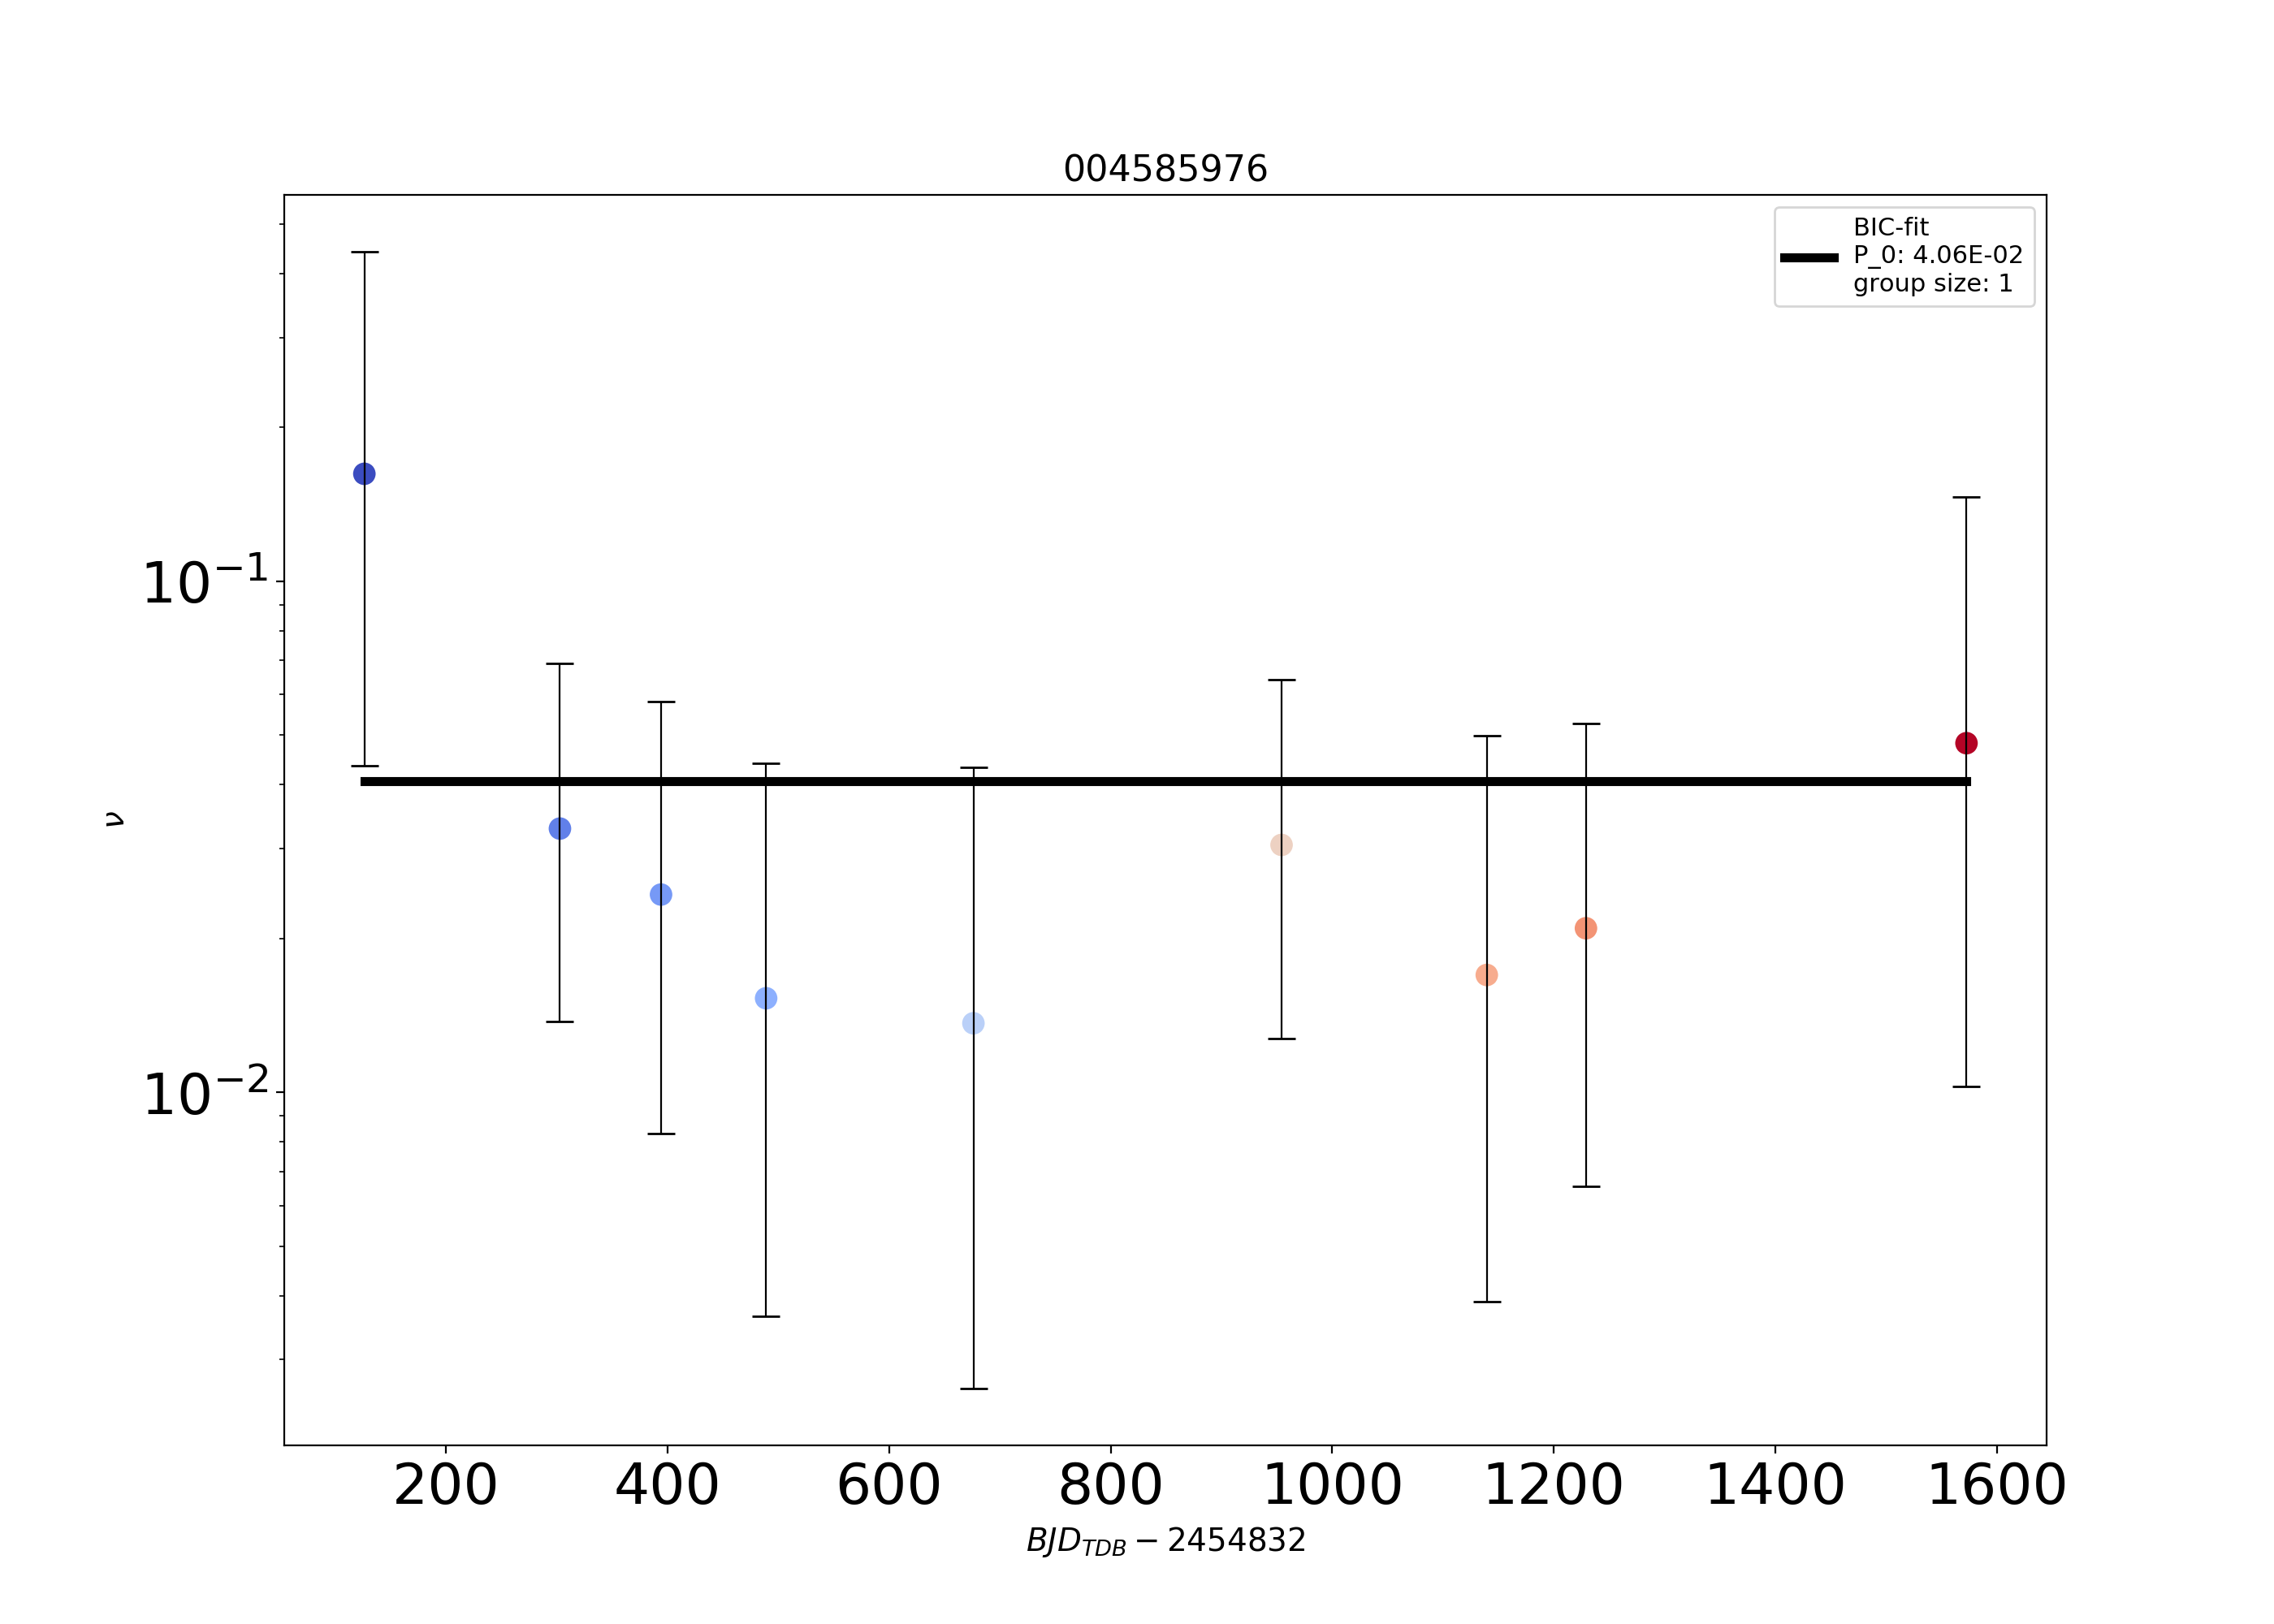 004585976
BIC-fit
P_0: 4.06E-02
group size: 1
10⁻¹
10⁻²
ν
200 400 600 800 1000 1200 1400 1600
BJD_TDB − 2454832